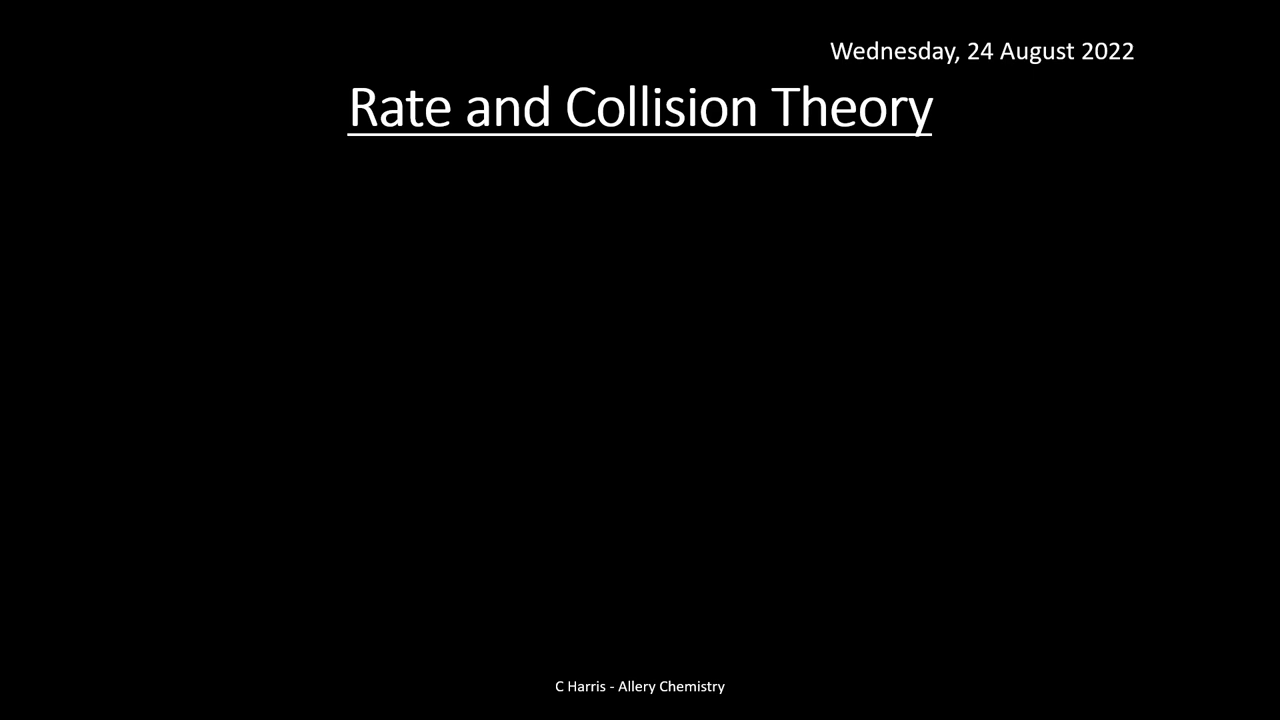 Wednesday, 24 August 2022
Rate and Collision Theory
C Harris - Allery Chemistry